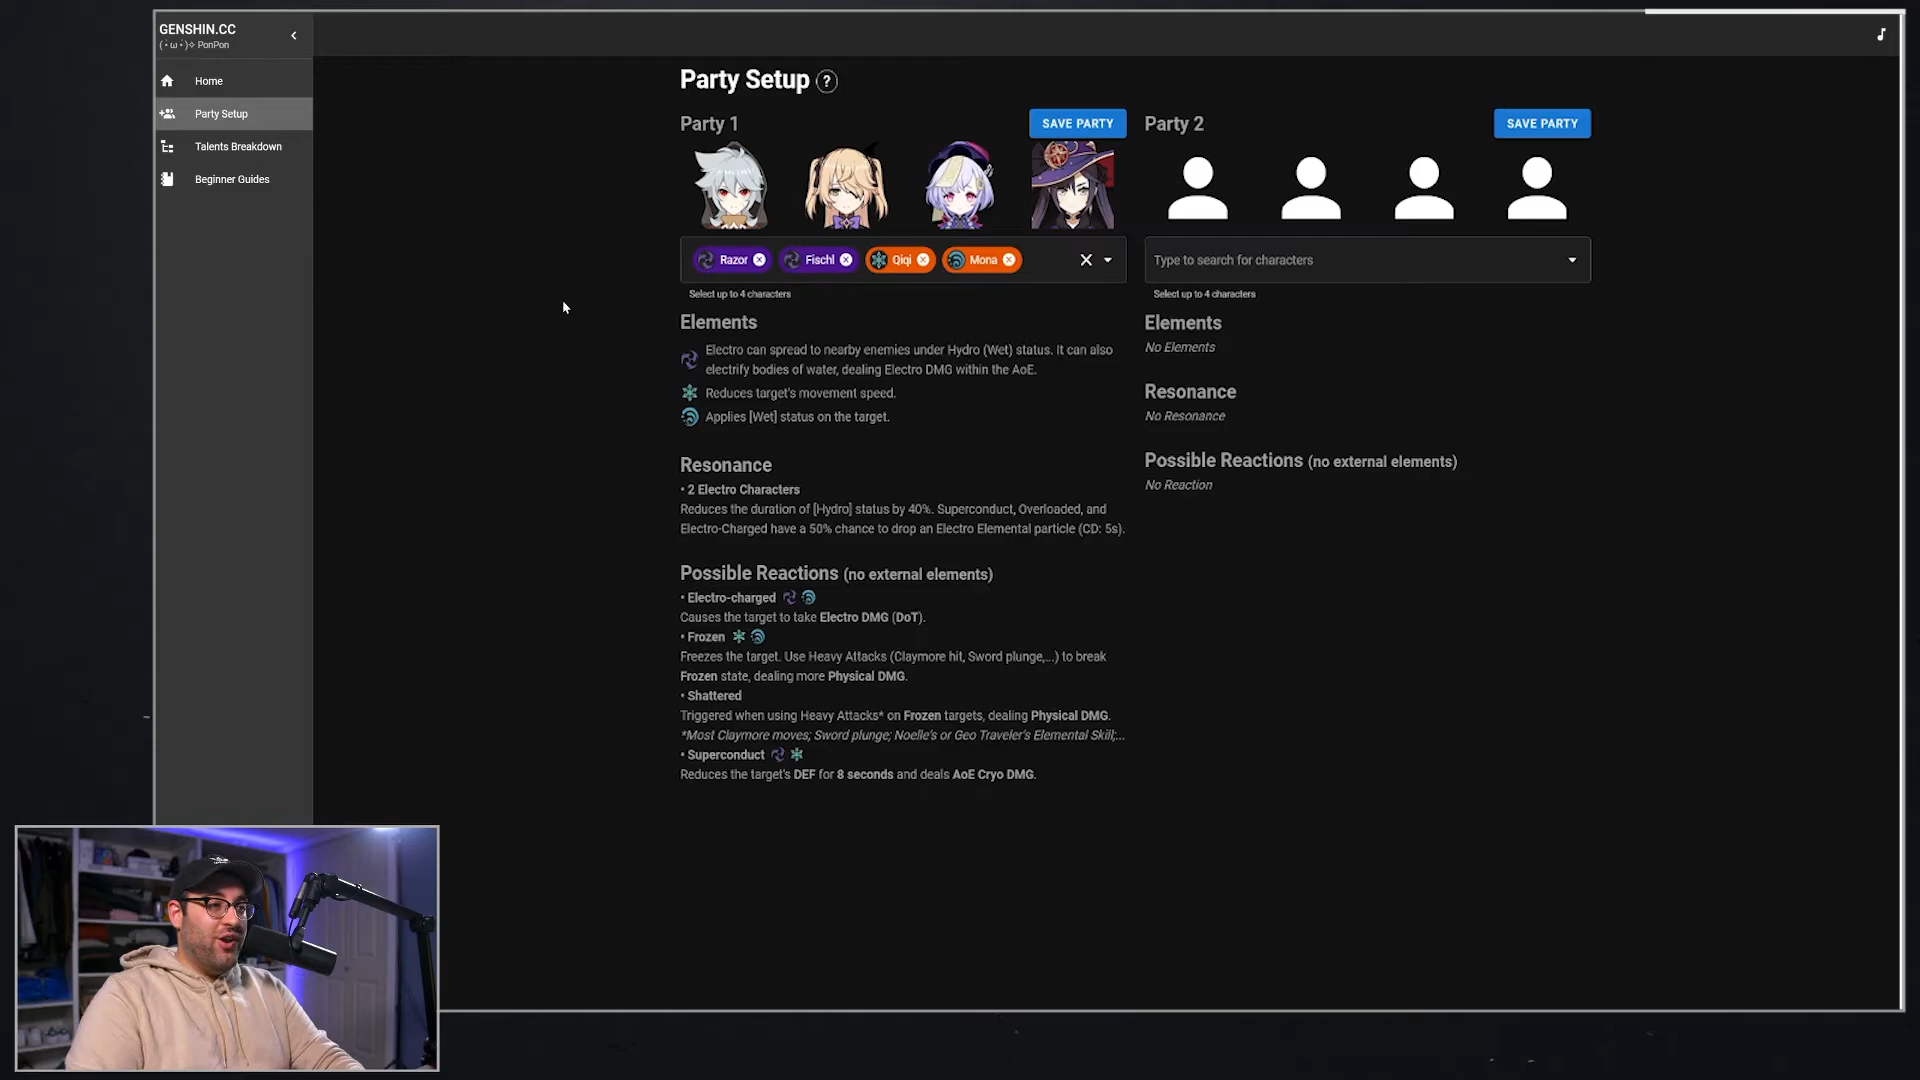 GENSHIN.CC
(･ω･)✧ PonPon
Home
Party Setup
Talents Breakdown
Beginner Guides
Party Setup ?
Party 1
SAVE PARTY
Razor
Fischl
Qiqi
Mona
Select up to 4 characters
Elements
Electro can spread to nearby enemies under Hydro (Wet) status. It can also
electrify bodies of water, dealing Electro DMG within the AoE.
Reduces target's movement speed.
Applies [Wet] status on the target.
Resonance
• 2 Electro Characters
Reduces the duration of [Hydro] status by 40%. Superconduct, Overloaded, and
Electro-Charged have a 50% chance to drop an Electro Elemental particle (CD: 5s).
Possible Reactions (no external elements)
• Electro-charged
Causes the target to take Electro DMG (DoT).
• Frozen
Freezes the target. Use Heavy Attacks (Claymore hit, Sword plunge,...) to break
Frozen state, dealing more Physical DMG.
• Shattered
Triggered when using Heavy Attacks* on Frozen targets, dealing Physical DMG.
*Most Claymore moves; Sword plunge; Noelle's or Geo Traveler's Elemental Skill;...
• Superconduct
Reduces the target's DEF for 8 seconds and deals AoE Cryo DMG.
Party 2
SAVE PARTY
Type to search for characters
Select up to 4 characters
Elements
No Elements
Resonance
No Resonance
Possible Reactions (no external elements)
No Reaction